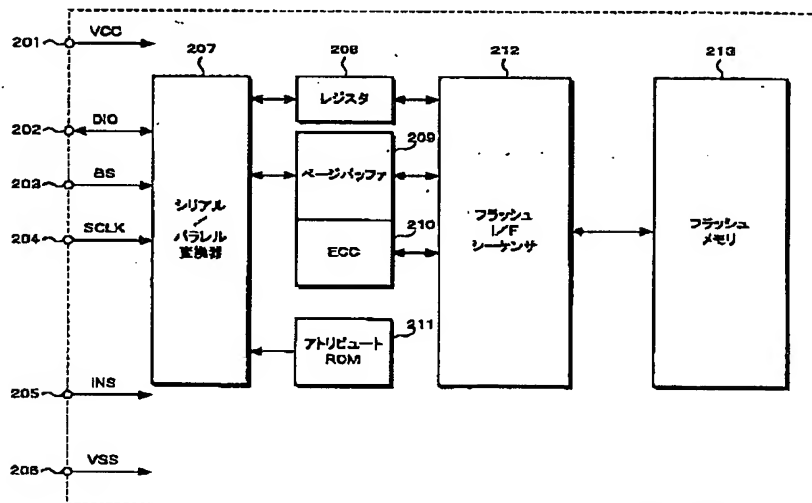 201
VCC
207
208
212
213
レジスタ
202
DIO
209
203
BS
ページバッファ
シリアル
／
パラレル
変換器
204
SCLK
210
フラッシュ
I/F
シーケンサ
フラッシュ
メモリ
ECC
211
アトリビュート
ROM
205
INS
206
VSS